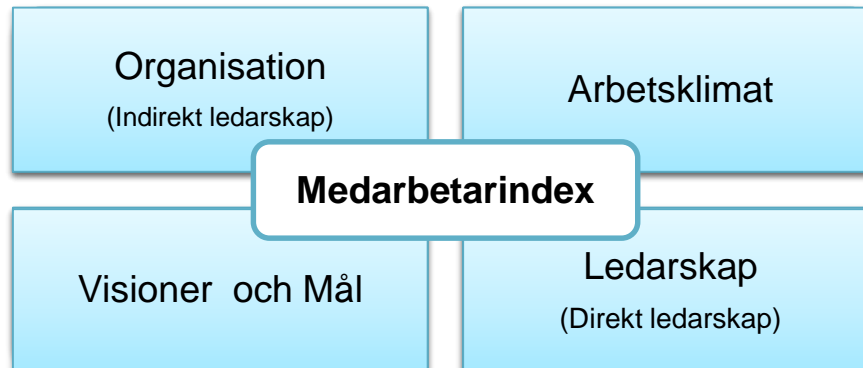 Organisation
(Indirekt ledarskap)
Arbetsklimat
Medarbetarindex
Visioner och Mål
Ledarskap
(Direkt ledarskap)